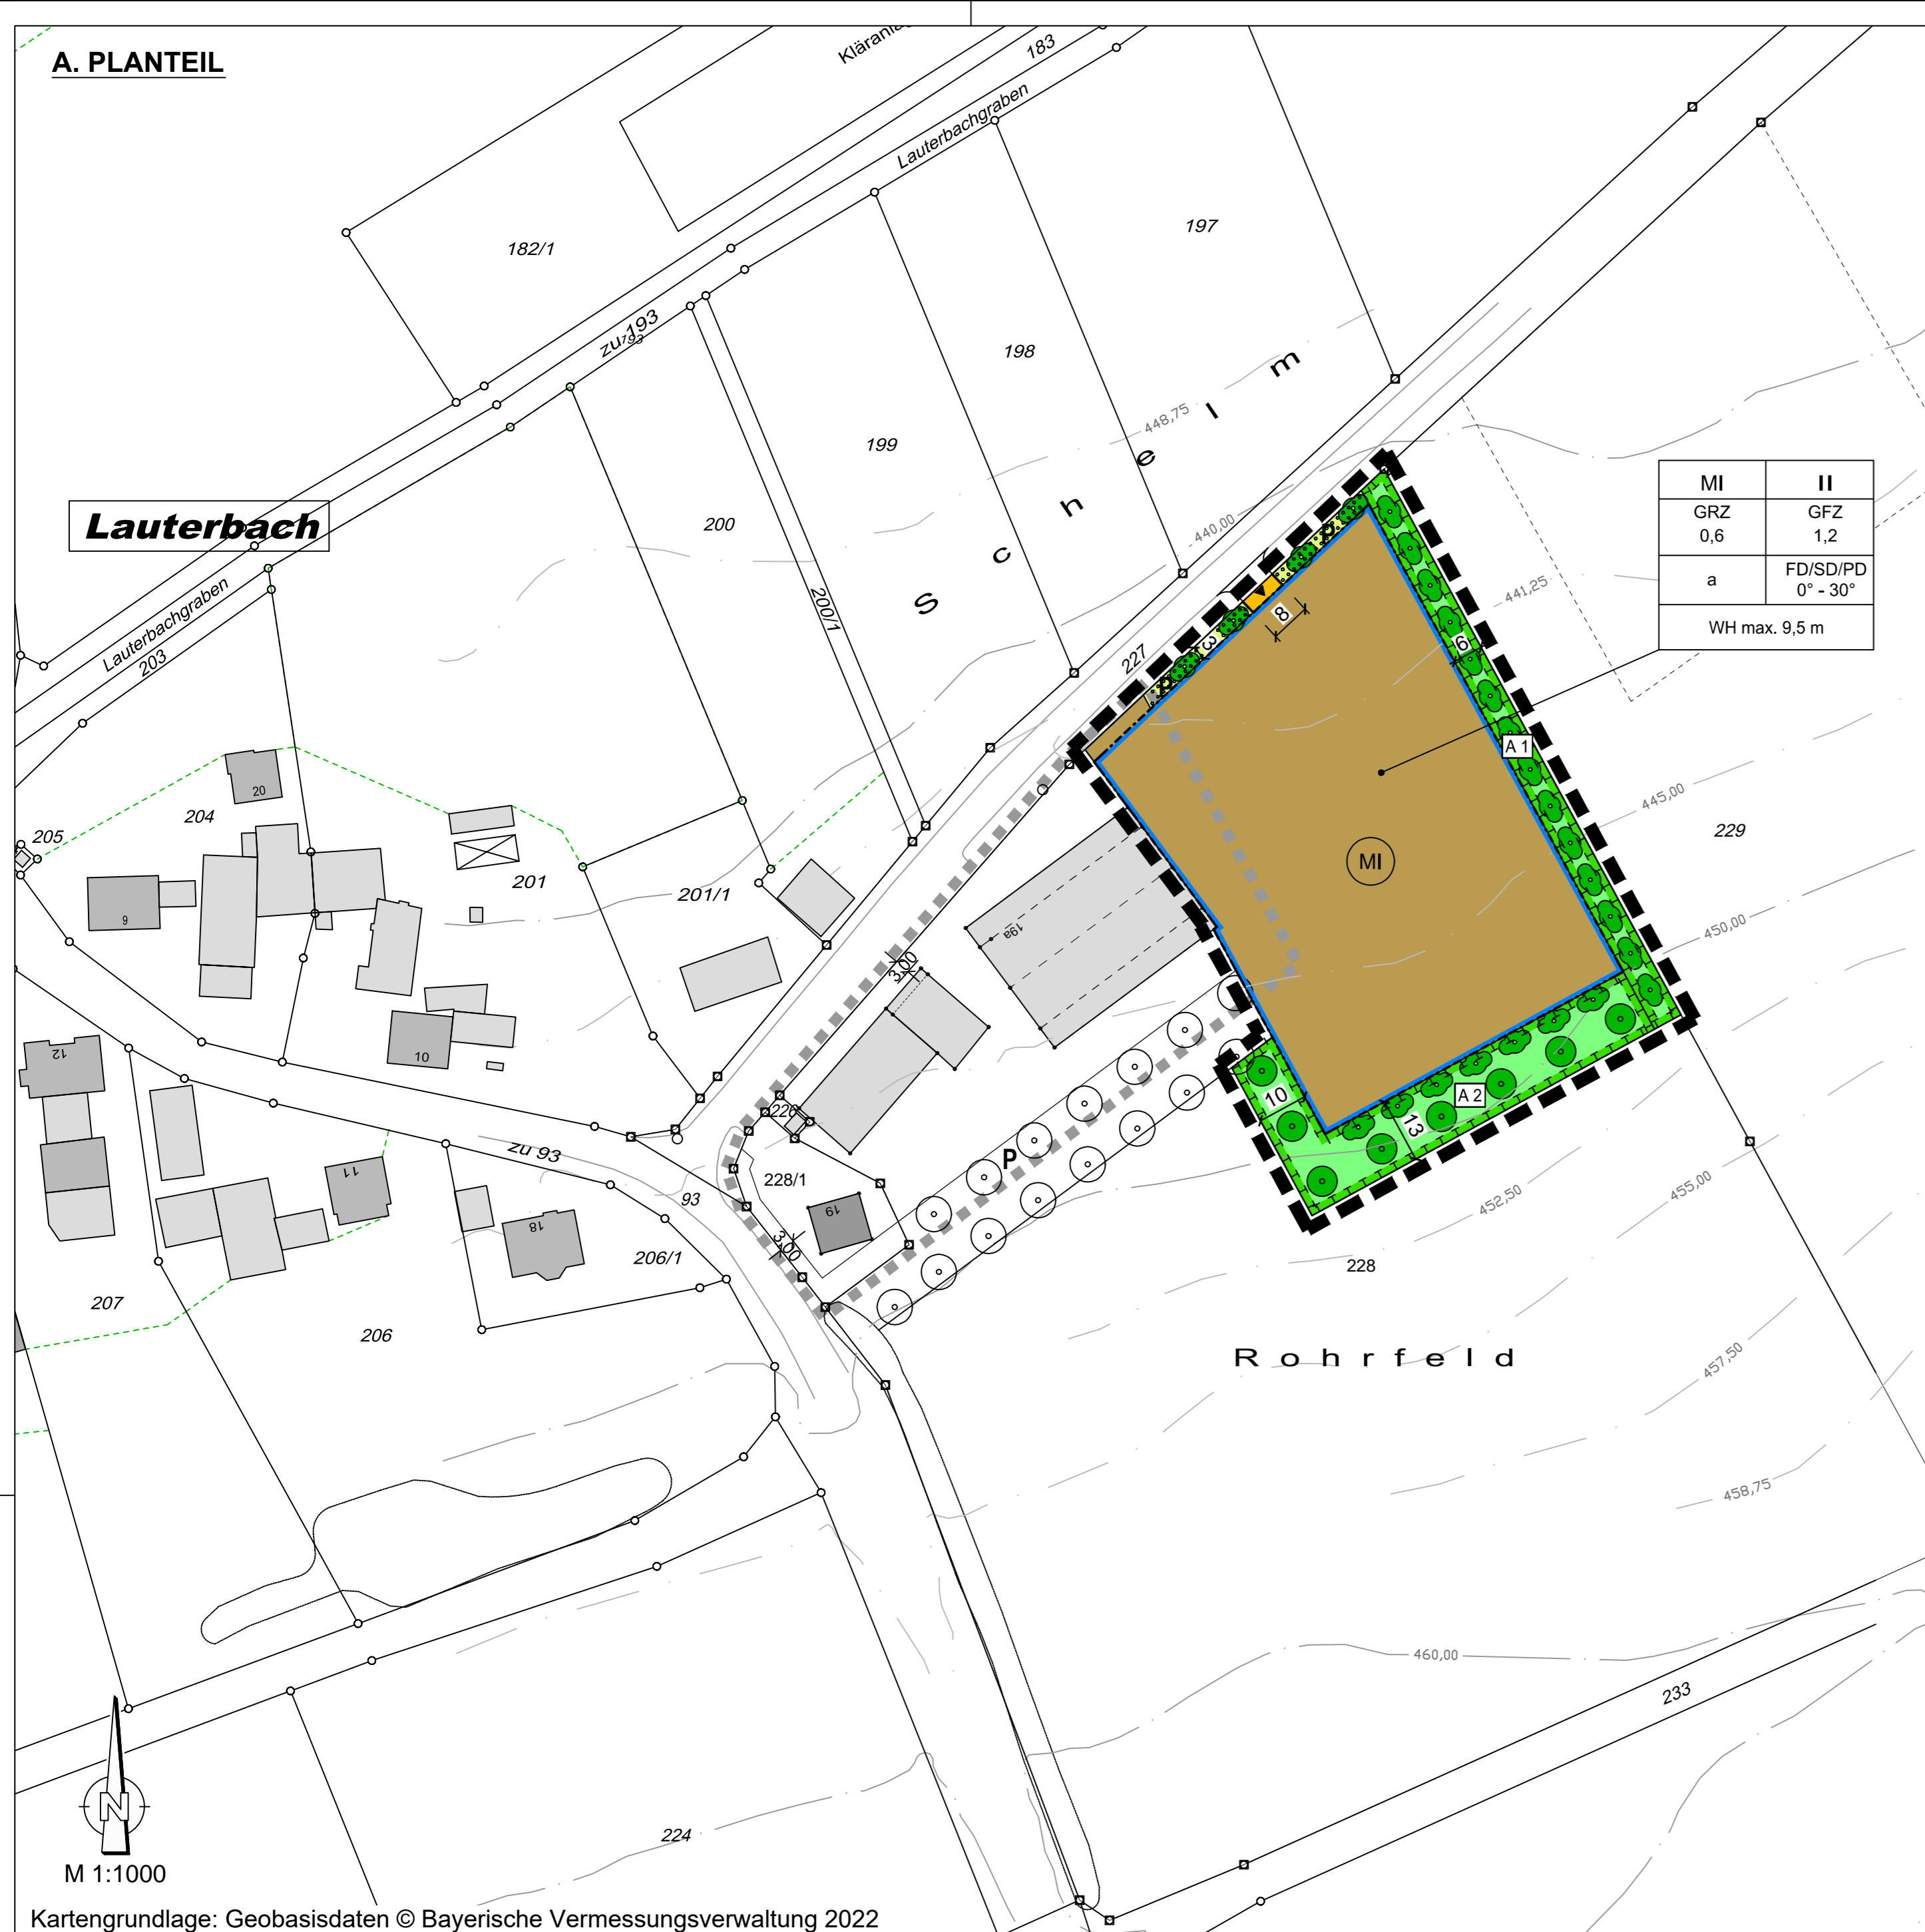 A. PLANTEIL
183
Lauterbachgraben
197
182/1
zu 193
193
198
448,75
199
S c h e l m
Lauterbach
200
440,00
MI
II
GRZ
0,6
GFZ
1,2
a
FD/SD/PD
0° - 30°
WH max. 9,5 m
441,25
P
8
3
6
200/1
227
Lauterbachgraben
203
P
A 1
20
204
205
445,00
229
MI
201
201/1
9
19a
450,00
3,00
12
10
226
10
A 2
13
zu 93
P
11
228/1
93
452,50
455,00
18
19
206/1
3,00
228
207
206
Rohrfeld
457,50
458,75
460,00
233
N
224
M 1:1000
Kartengrundlage: Geobasisdaten © Bayerische Vermessungsverwaltung 2022